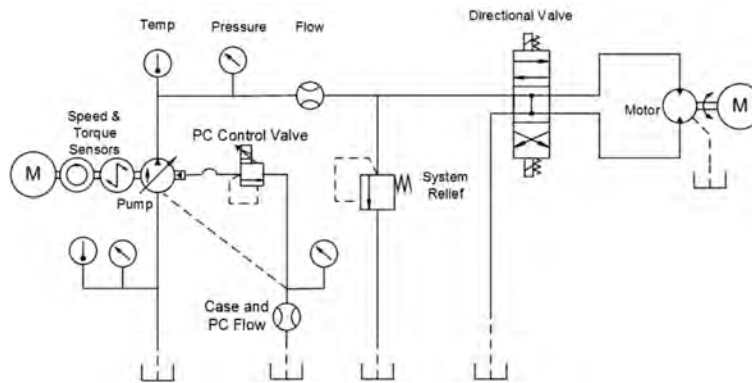 Directional Valve
Temp
Pressure
Flow
Speed &
Torque
Sensors
PC Control Valve
Motor
M
M
Pump
System
Relief
Case and
PC Flow